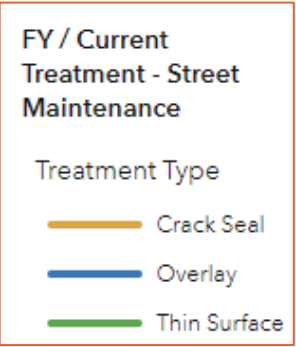 FY / Current
Treatment - Street
Maintenance
Treatment Type
Crack Seal
Overlay
Thin Surface